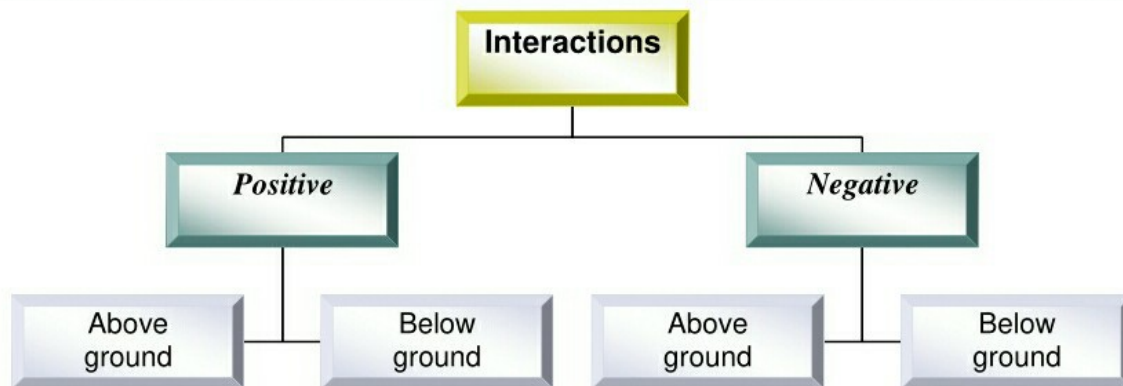 Interactions
Positive
Negative
Above
ground
Below
ground
Above
ground
Below
ground